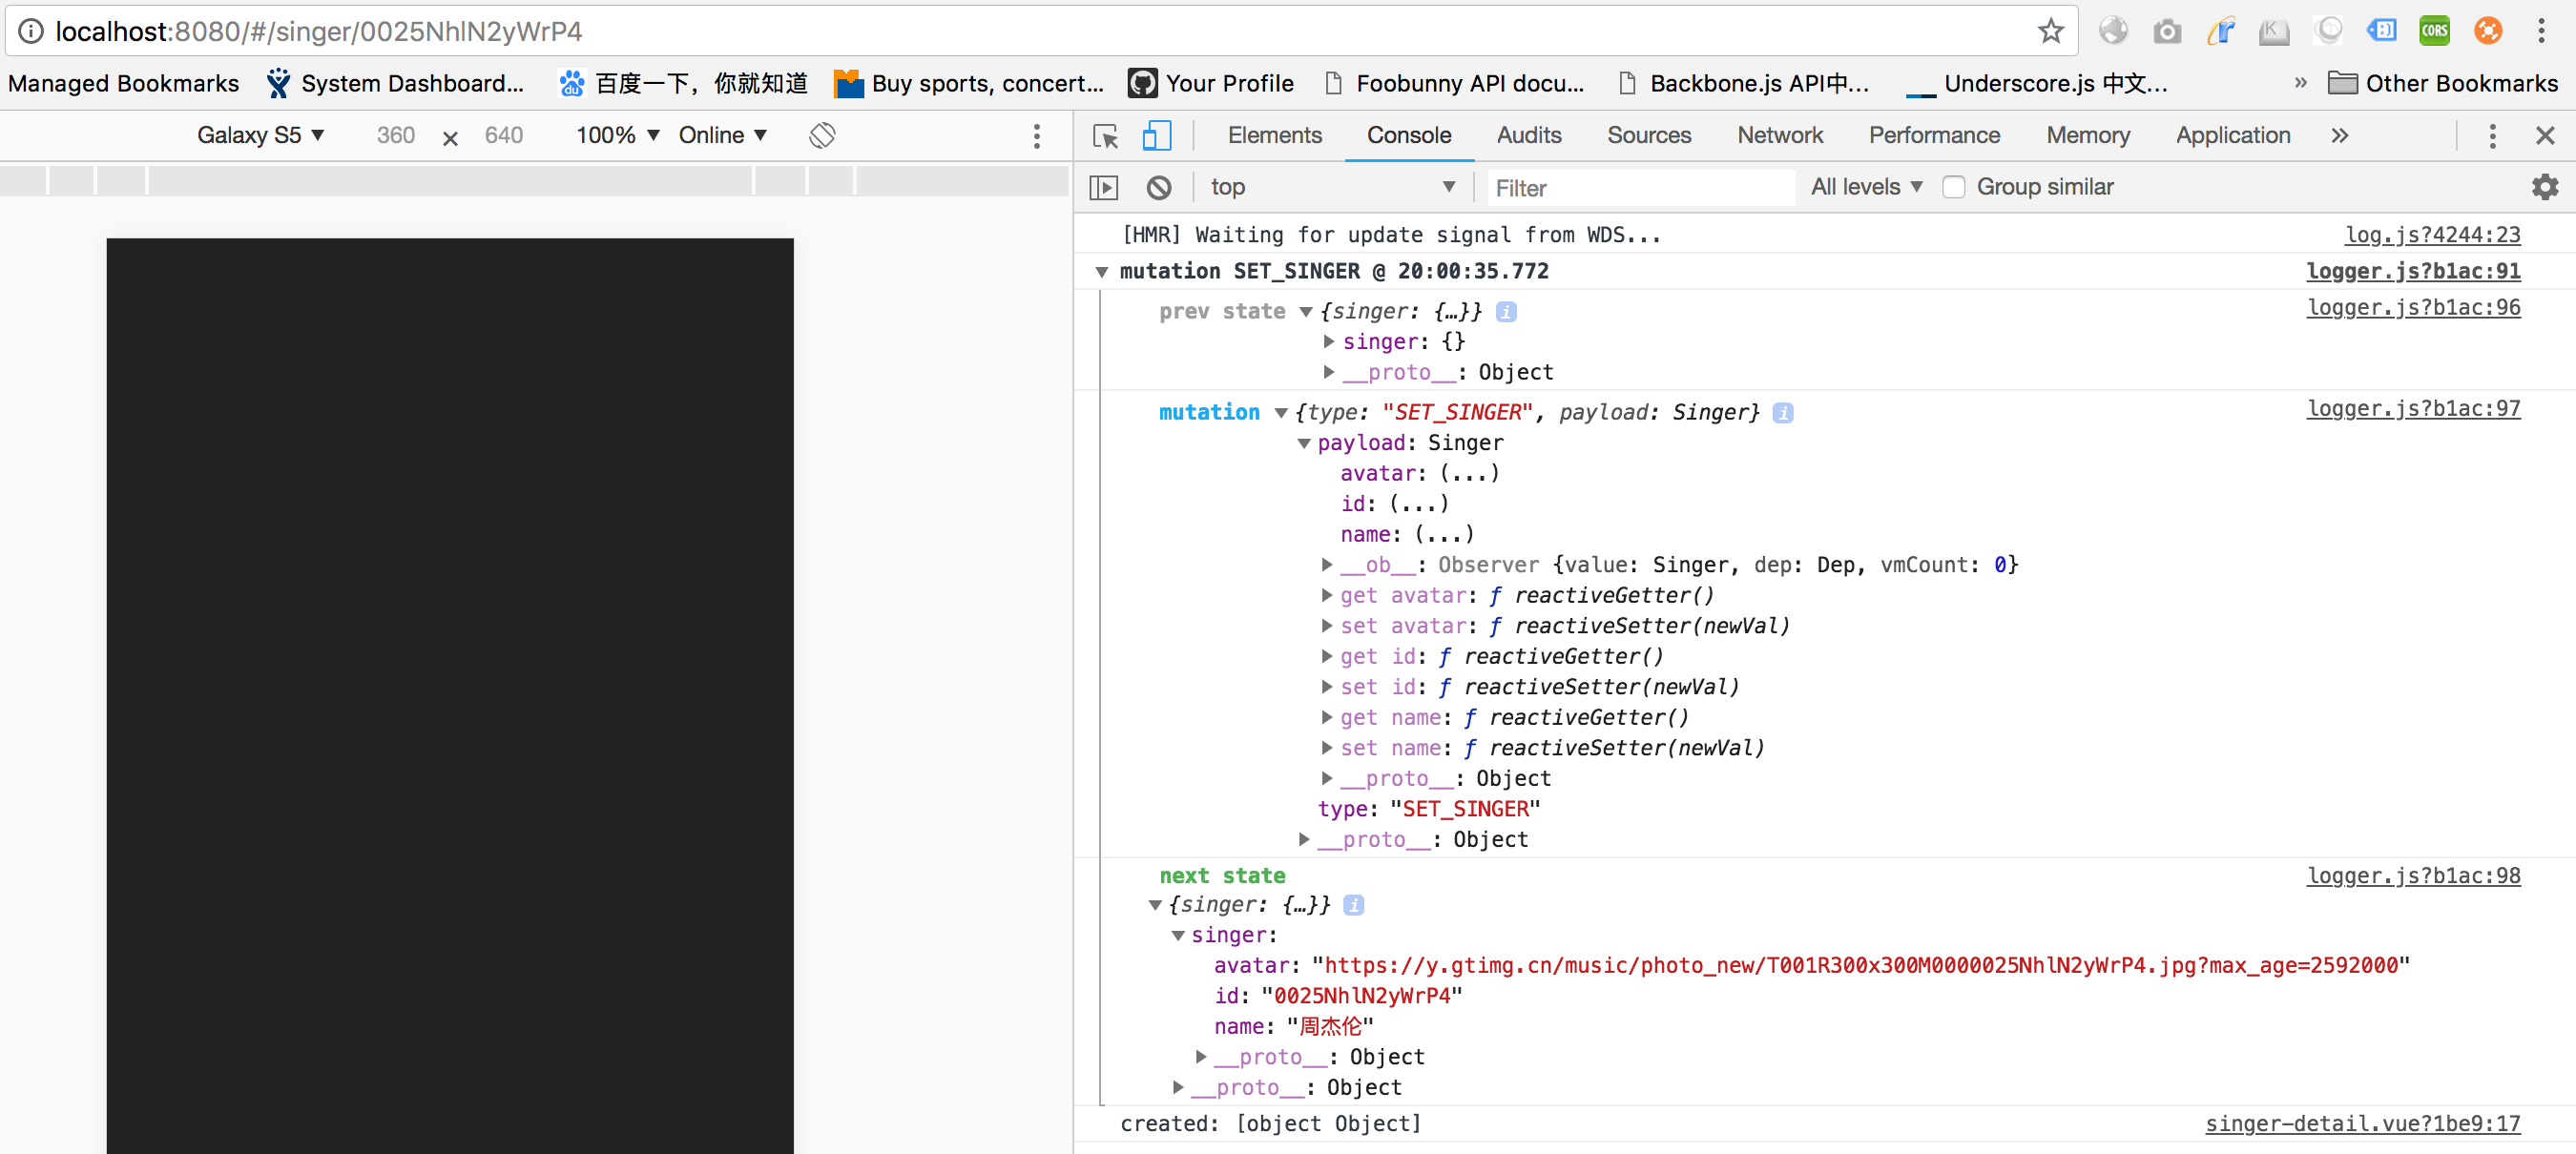 localhost:8080/#/singer/0025NhlN2yWrP4
K
CORS
Managed Bookmarks System Dashboard... du 百度一下，你就知道 Buy sports, concert... Your Profile Foobunny API docu... Backbone.js API中... Underscore.js 中文... » Other Bookmarks
Galaxy S5 ▼ 360 × 640 100% ▼ Online ▼
Elements Console Audits Sources Network Performance Memory Application »
top ▼ Filter All levels ▼ Group similar
[HMR] Waiting for update signal from WDS... log.js?4244:23
▼ mutation SET_SINGER @ 20:00:35.772 logger.js?b1ac:91
prev state ▼ {singer: {…}} i logger.js?b1ac:96
▶ singer: {}
▶ __proto__: Object
mutation ▼ {type: "SET_SINGER", payload: Singer} i logger.js?b1ac:97
▼ payload: Singer
avatar: (...)
id: (...)
name: (...)
▶ __ob__: Observer {value: Singer, dep: Dep, vmCount: 0}
▶ get avatar: ƒ reactiveGetter()
▶ set avatar: ƒ reactiveSetter(newVal)
▶ get id: ƒ reactiveGetter()
▶ set id: ƒ reactiveSetter(newVal)
▶ get name: ƒ reactiveGetter()
▶ set name: ƒ reactiveSetter(newVal)
▶ __proto__: Object
type: "SET_SINGER"
▶ __proto__: Object
next state logger.js?b1ac:98
▼ {singer: {…}} i
▼ singer:
avatar: "https://y.gtimg.cn/music/photo_new/T001R300x300M0000025NhlN2yWrP4.jpg?max_age=2592000"
id: "0025NhlN2yWrP4"
name: "周杰伦"
▶ __proto__: Object
▶ __proto__: Object
created: [object Object] singer-detail.vue?1be9:17